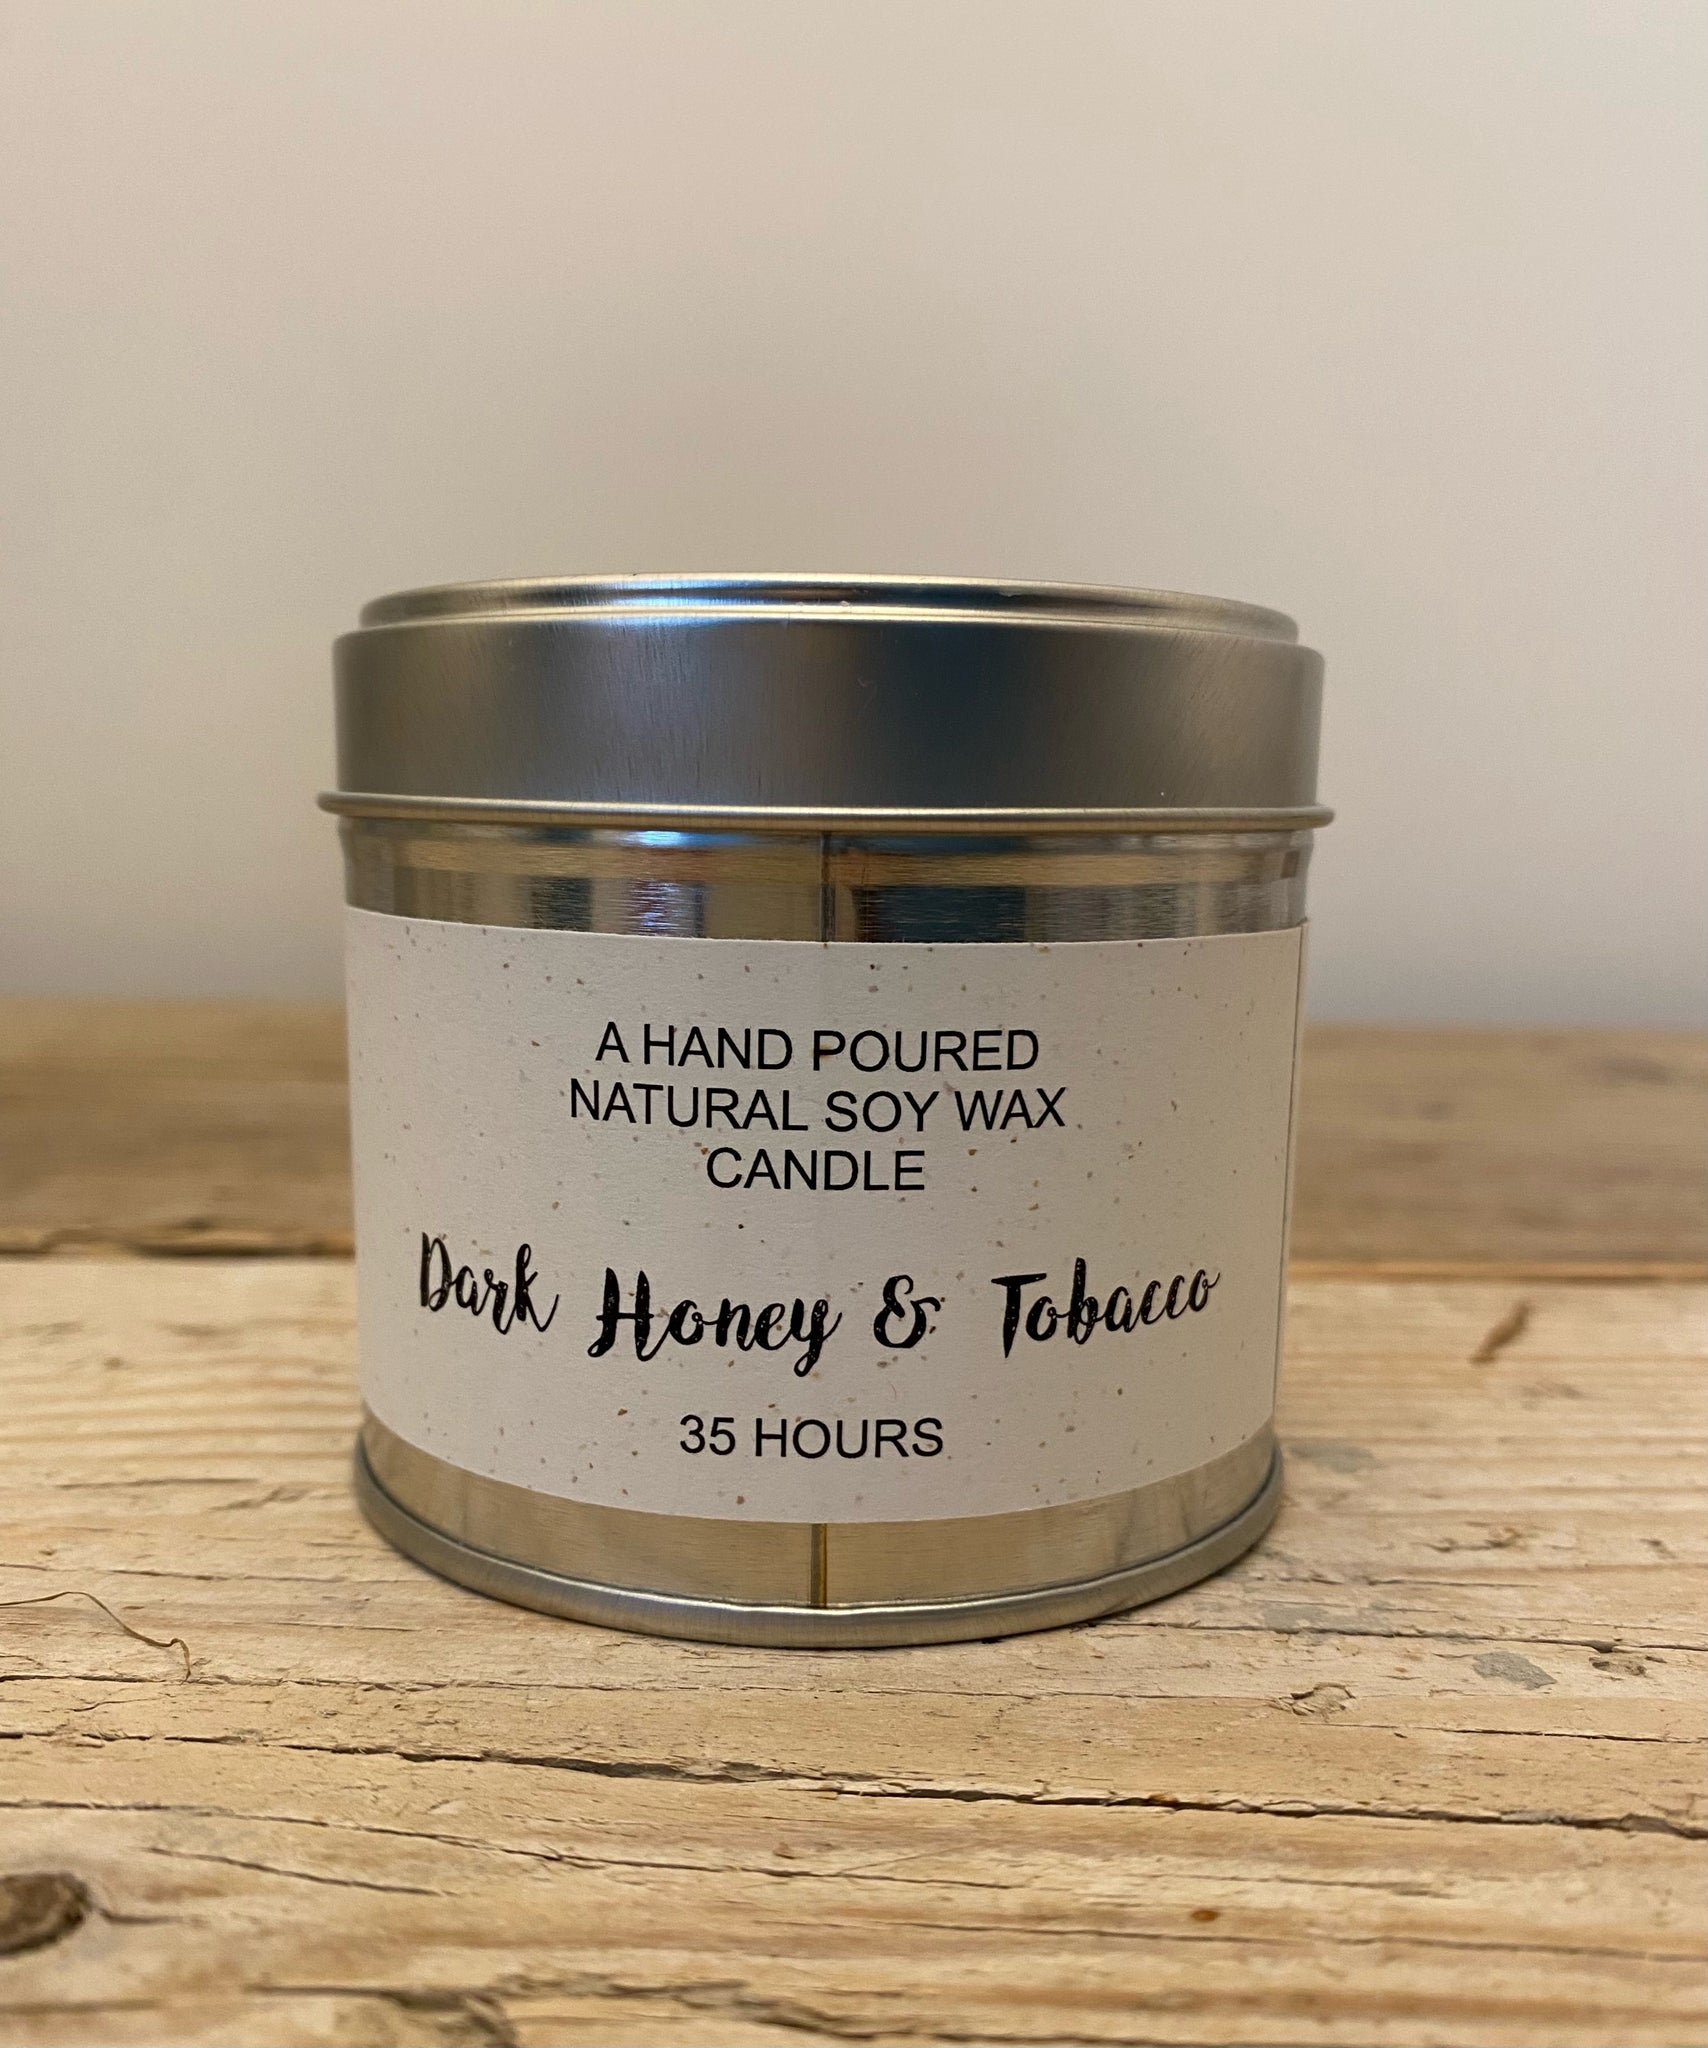 A HAND POURED
NATURAL SOY WAX
CANDLE
Dark Honey & Tobacco
35 HOURS